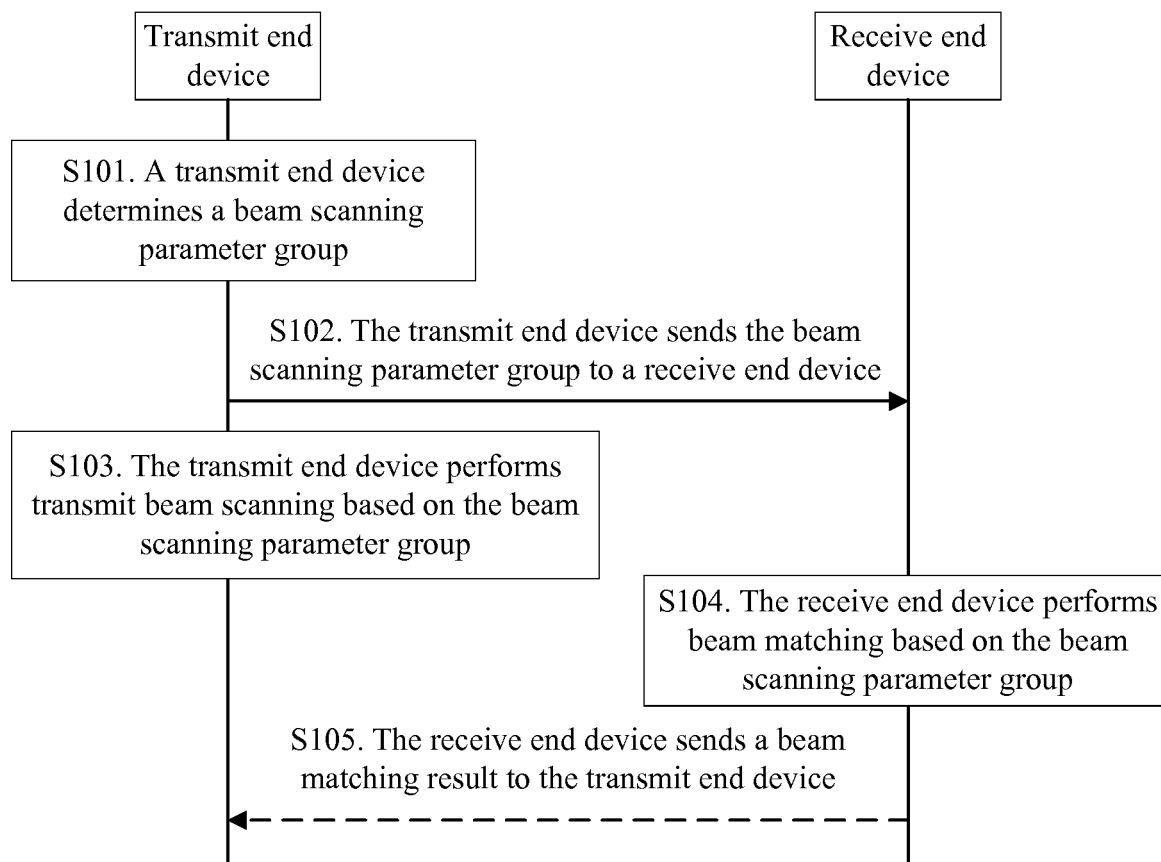 Transmit end
device
Receive end
device
S101. A transmit end device
determines a beam scanning
parameter group
S102. The transmit end device sends the beam
scanning parameter group to a receive end device
S103. The transmit end device performs
transmit beam scanning based on the beam
scanning parameter group
S104. The receive end device performs
beam matching based on the beam
scanning parameter group
S105. The receive end device sends a beam
matching result to the transmit end device